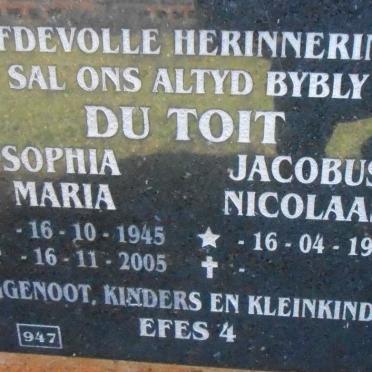 FDEVOLLE HERINNERIN
SAL ONS ALTYD BYBLY
DU TOIT
SOPHIA JACOBUS
MARIA NICOLAAS
- 16-10-1945 ★ - 16-04-19
- 16-11-2005 ✝ -
GENOOT, KINDERS EN KLEINKIND
EFES 4
947